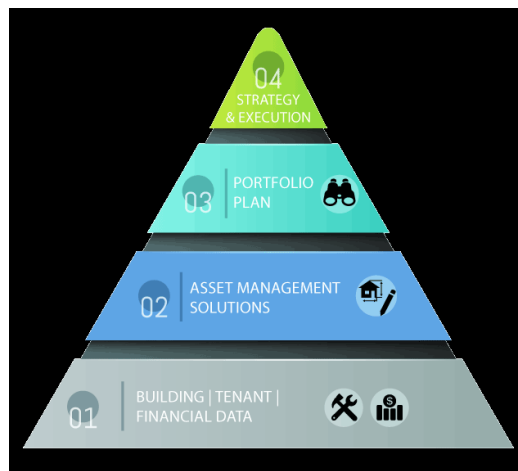 04
STRATEGY
& EXECUTION
03
PORTFOLIO
PLAN
02
ASSET MANAGEMENT
SOLUTIONS
01
BUILDING | TENANT |
FINANCIAL DATA
$